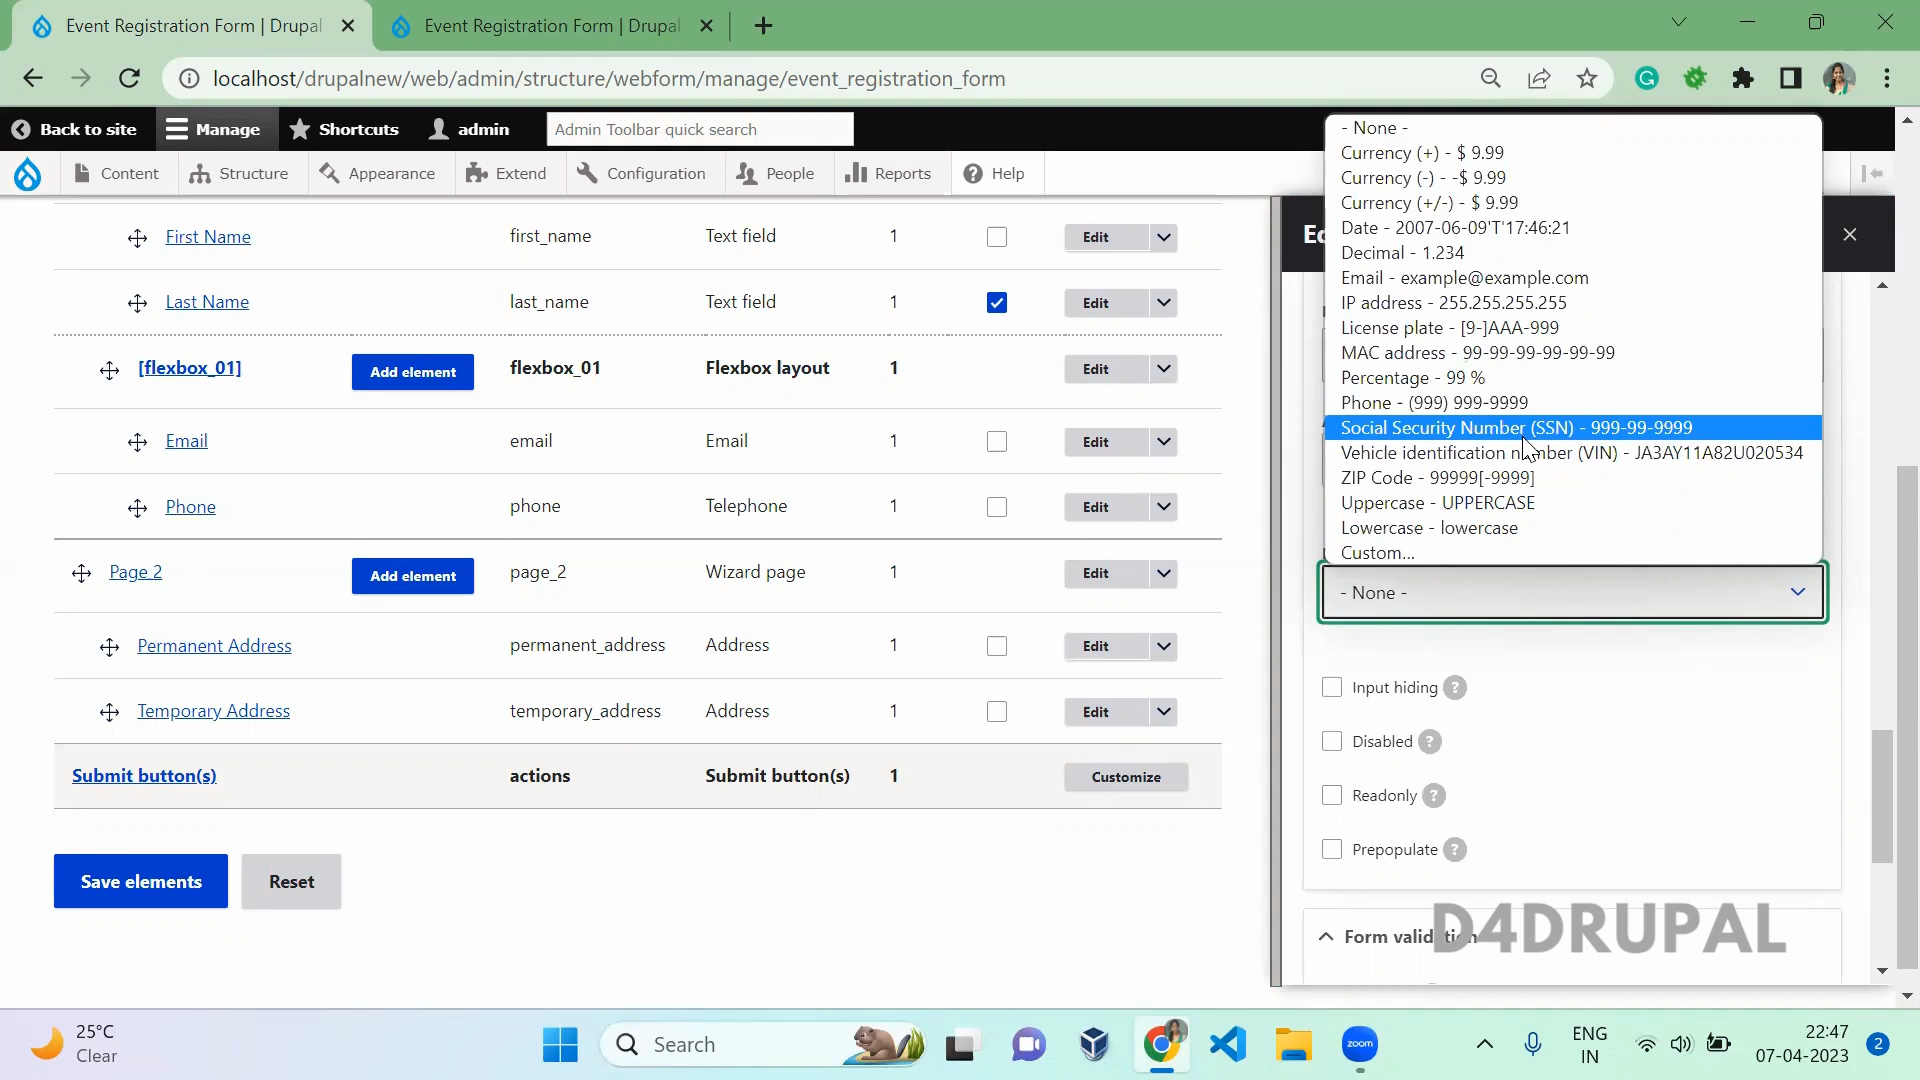 Event Registration Form | Drupal
Event Registration Form | Drupal
localhost/drupalnew/web/admin/structure/webform/manage/event_registration_form
Back to site
Manage
Shortcuts
admin
Admin Toolbar quick search
Content
Structure
Appearance
Extend
Configuration
People
Reports
Help
First Name first_name Text field 1 Edit
Last Name last_name Text field 1 Edit
[flexbox_01] Add element flexbox_01 Flexbox layout 1 Edit
Email email Email 1 Edit
Phone phone Telephone 1 Edit
Page 2 Add element page_2 Wizard page 1 Edit
Permanent Address permanent_address Address 1 Edit
Temporary Address temporary_address Address 1 Edit
Submit button(s) actions Submit button(s) 1 Customize
Save elements
Reset
- None -
Currency (+) - $ 9.99
Currency (-) - -$ 9.99
Currency (+/-) - $ 9.99
Date - 2007-06-09'T'17:46:21
Decimal - 1.234
Email - example@example.com
IP address - 255.255.255.255
License plate - [9-]AAA-999
MAC address - 99-99-99-99-99-99
Percentage - 99 %
Phone - (999) 999-9999
Social Security Number (SSN) - 999-99-9999
Vehicle identification number (VIN) - JA3AY11A82U020534
ZIP Code - 99999[-9999]
Uppercase - UPPERCASE
Lowercase - lowercase
Custom...
- None -
Input hiding ?
Disabled ?
Readonly ?
Prepopulate ?
Form validation
D4DRUPAL
25°C
Clear
Search
zoom
ENG
IN
22:47
07-04-2023
2